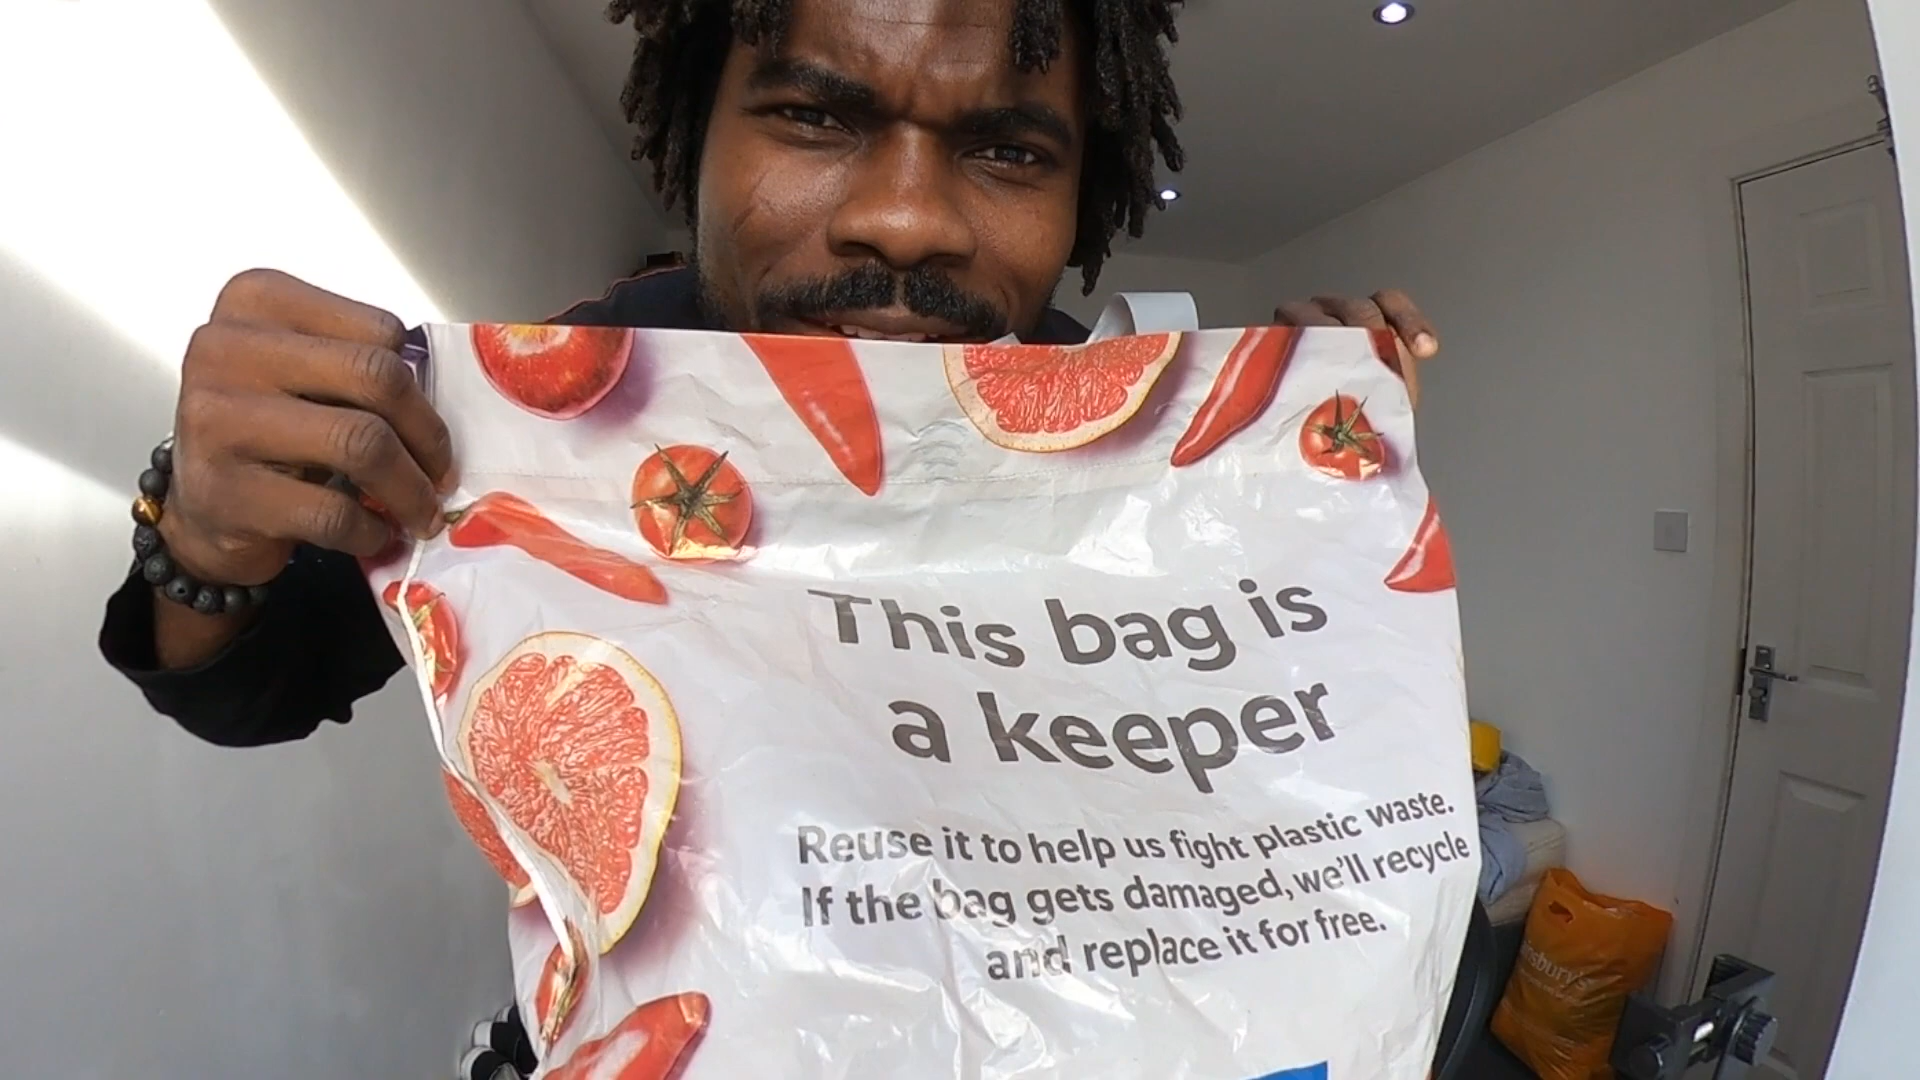 This bag is
a keeper
Reuse it to help us fight plastic waste.
If the bag gets damaged, we'll recycle
and replace it for free.
nsbury's